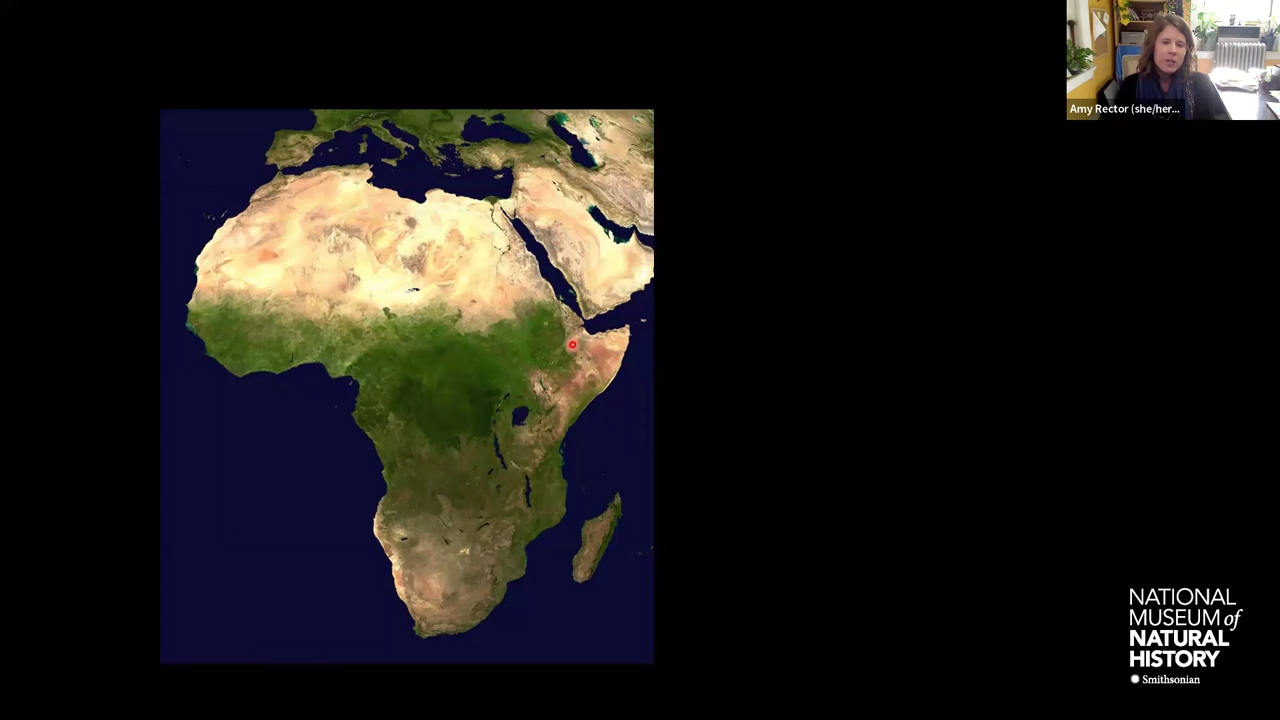 Amy Rector (she/her...
NATIONAL
MUSEUM of
NATURAL
HISTORY
Smithsonian